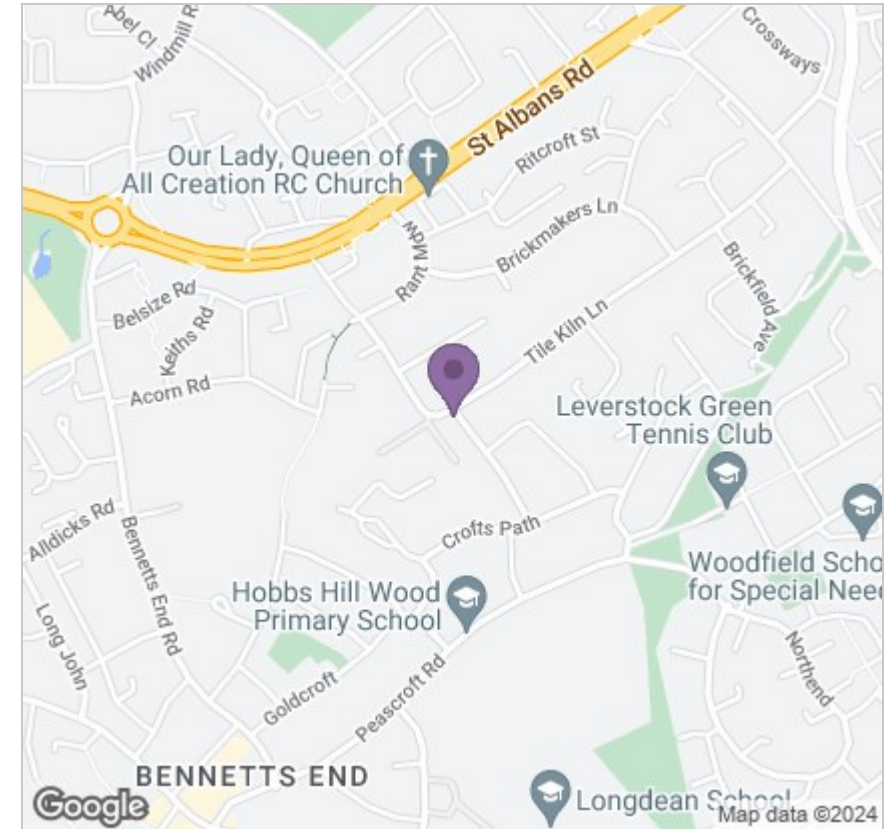 Abel Cl
Windmill R
Crossways
St Albans Rd
Our Lady, Queen of
All Creation RC Church
Ritcroft St
Rant Mdw
Brickmakers Ln
Brickfield Ave
Belsize Rd
Keiths Rd
Tile Kiln Ln
Acorn Rd
Leverstock Green
Tennis Club
Alldicks Rd
Bennetts End Rd
Crofts Path
Woodfield Scho
for Special Nee
Hobbs Hill Wood
Primary School
Long John
Northend
Goldcroft
Peascroft Rd
BENNETTS END
Longdean School
Google
Map data ©2024